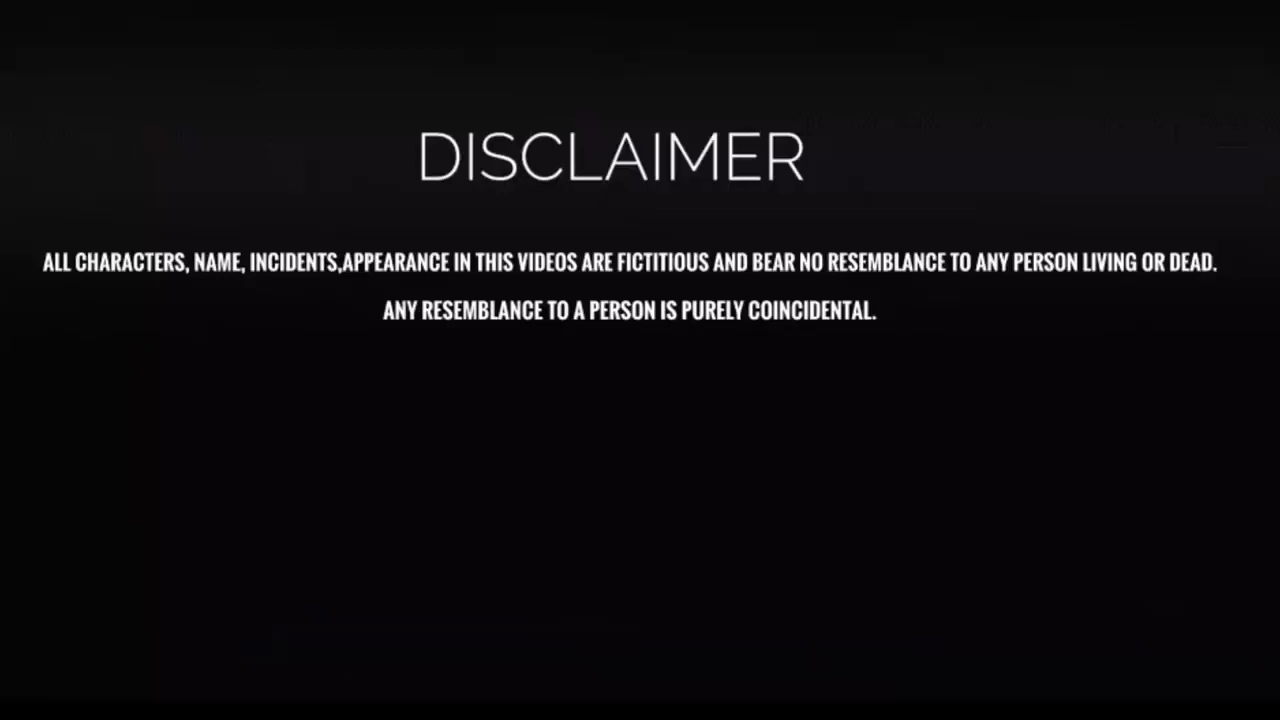 DISCLAIMER
ALL CHARACTERS, NAME, INCIDENTS,APPEARANCE IN THIS VIDEOS ARE FICTITIOUS AND BEAR NO RESEMBLANCE TO ANY PERSON LIVING OR DEAD.
ANY RESEMBLANCE TO A PERSON IS PURELY COINCIDENTAL.